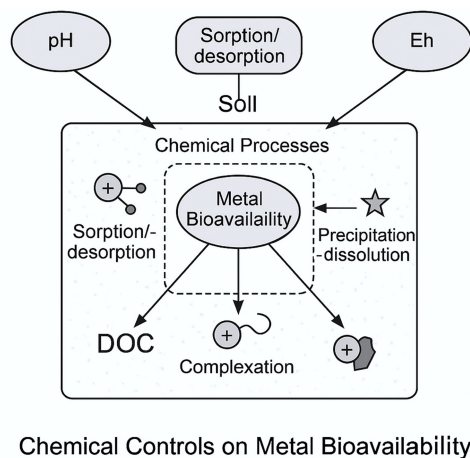 pH
Sorption/
desorption
Eh
Soll
Chemical Processes
+
Sorption/-
desorption
Metal
Bioavailaility
Precipitation
-dissolution
DOC
+
Complexation
+
Chemical Controls on Metal Bioavailability